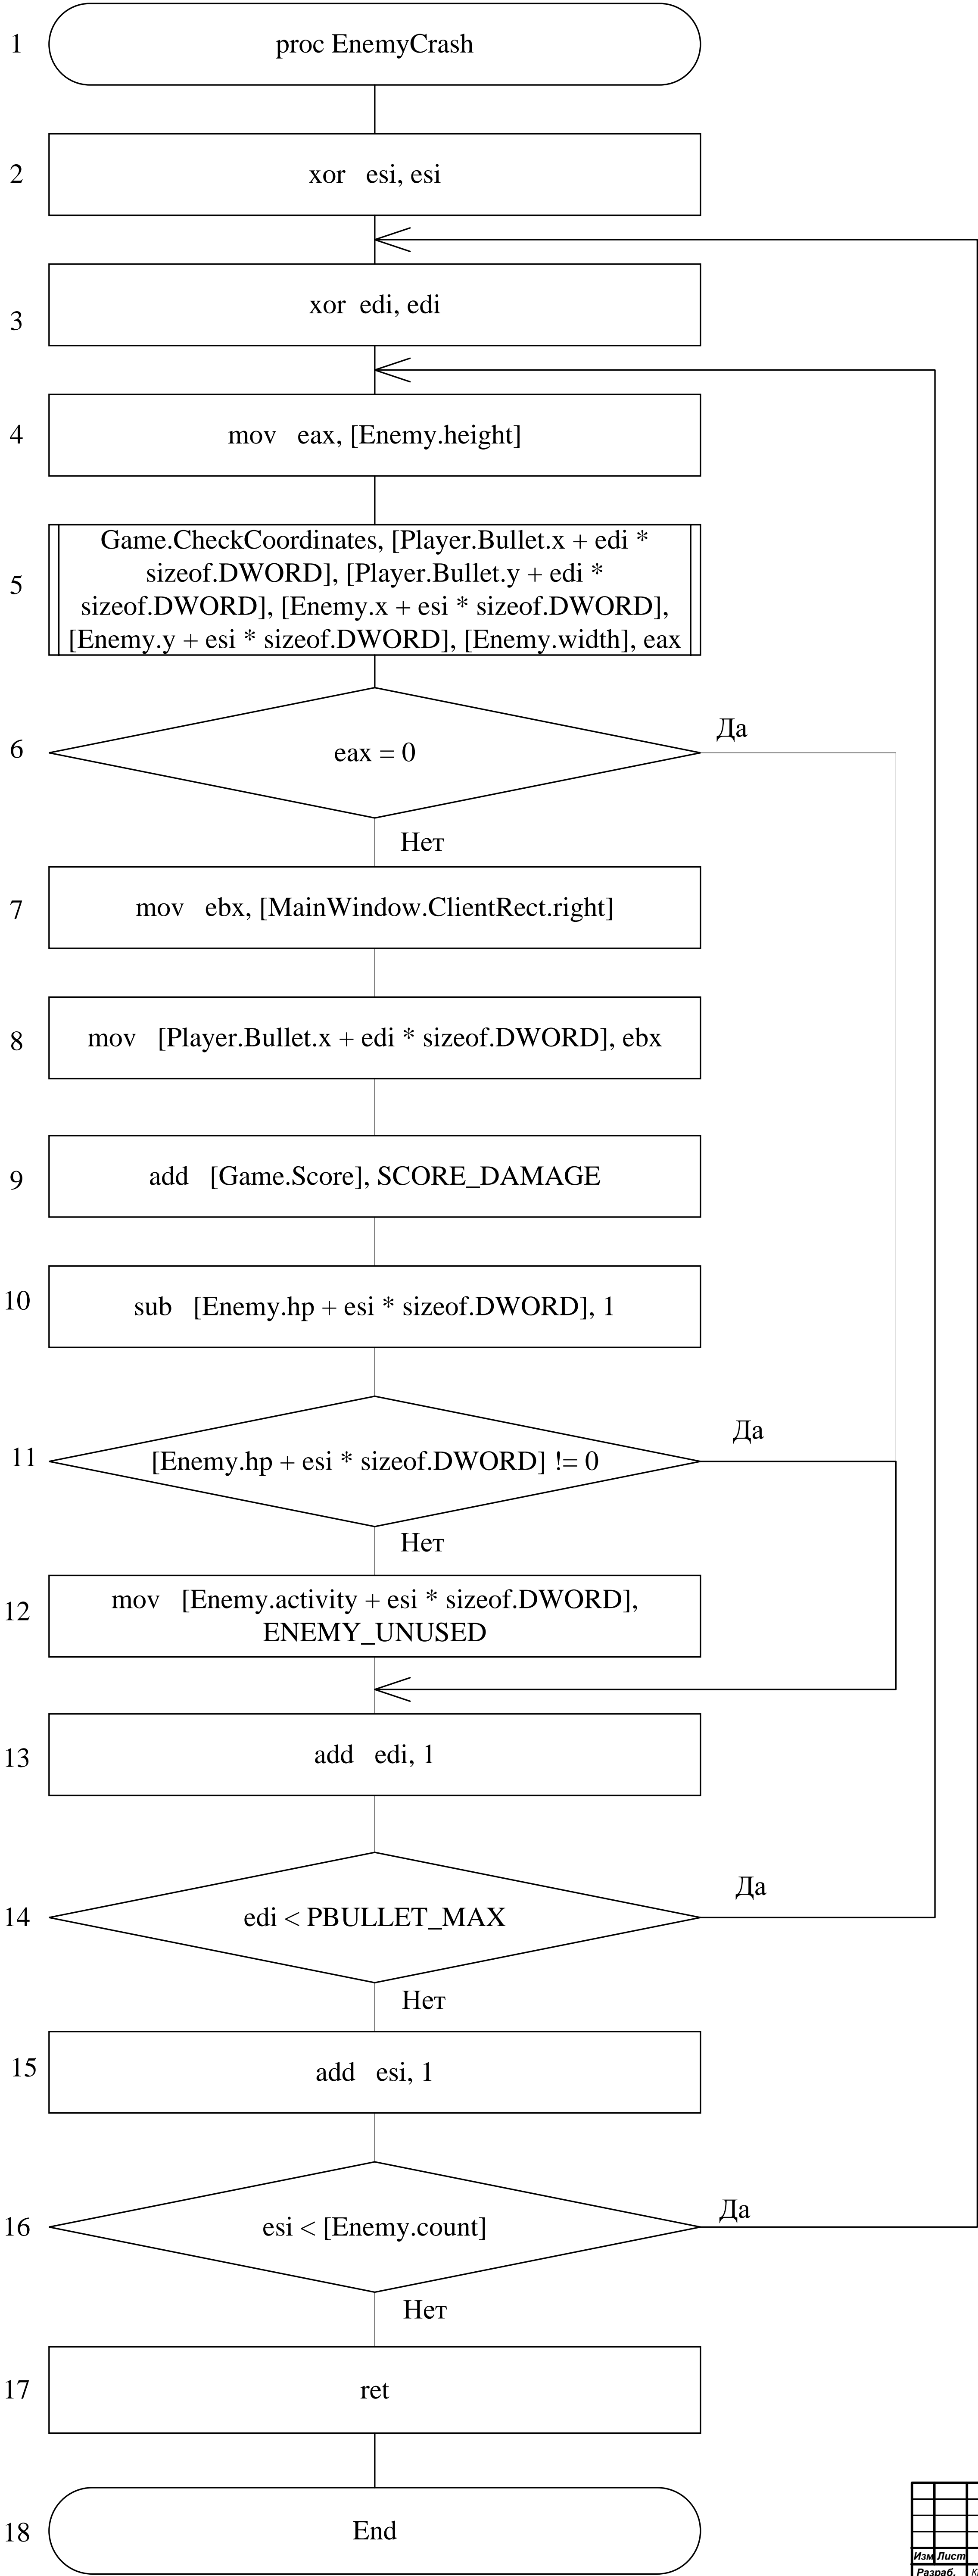 1
proc EnemyCrash
2
xor esi, esi
3
xor edi, edi
4
mov eax, [Enemy.height]
5
Game.CheckCoordinates, [Player.Bullet.x + edi *
sizeof.DWORD], [Player.Bullet.y + edi *
sizeof.DWORD], [Enemy.x + esi * sizeof.DWORD],
[Enemy.y + esi * sizeof.DWORD], [Enemy.width], eax
6
eax = 0
Да
Нет
7
mov ebx, [MainWindow.ClientRect.right]
8
mov [Player.Bullet.x + edi * sizeof.DWORD], ebx
9
add [Game.Score], SCORE_DAMAGE
10
sub [Enemy.hp + esi * sizeof.DWORD], 1
11
[Enemy.hp + esi * sizeof.DWORD] != 0
Да
Нет
12
mov [Enemy.activity + esi * sizeof.DWORD],
ENEMY_UNUSED
13
add edi, 1
14
edi < PBULLET_MAX
Да
Нет
15
add esi, 1
16
esi < [Enemy.count]
Да
Нет
17
ret
18
End
Изм Лист
Разраб.